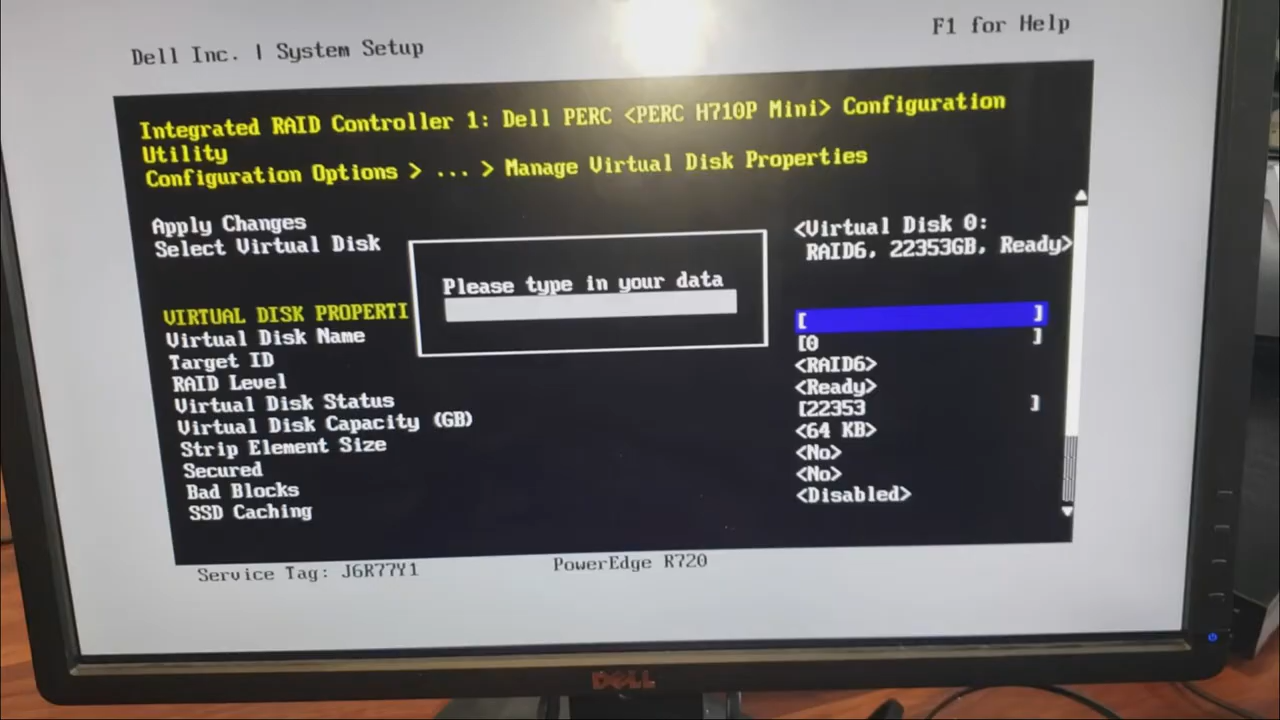 Dell Inc. | System Setup
F1 for Help
Integrated RAID Controller 1: Dell PERC <PERC H710P Mini> Configuration
Utility
Configuration Options > ... > Manage Virtual Disk Properties
Apply Changes
Select Virtual Disk <Virtual Disk 0:
RAID6, 22353GB, Ready>
Please type in your data
VIRTUAL DISK PROPERTI
Virtual Disk Name [ ]
Target ID [0 ]
RAID Level <RAID6>
Virtual Disk Status <Ready>
Virtual Disk Capacity (GB) [22353 ]
Strip Element Size <64 KB>
Secured <No>
Bad Blocks <No>
SSD Caching <Disabled>
Service Tag: J6R77Y1
PowerEdge R720
DELL